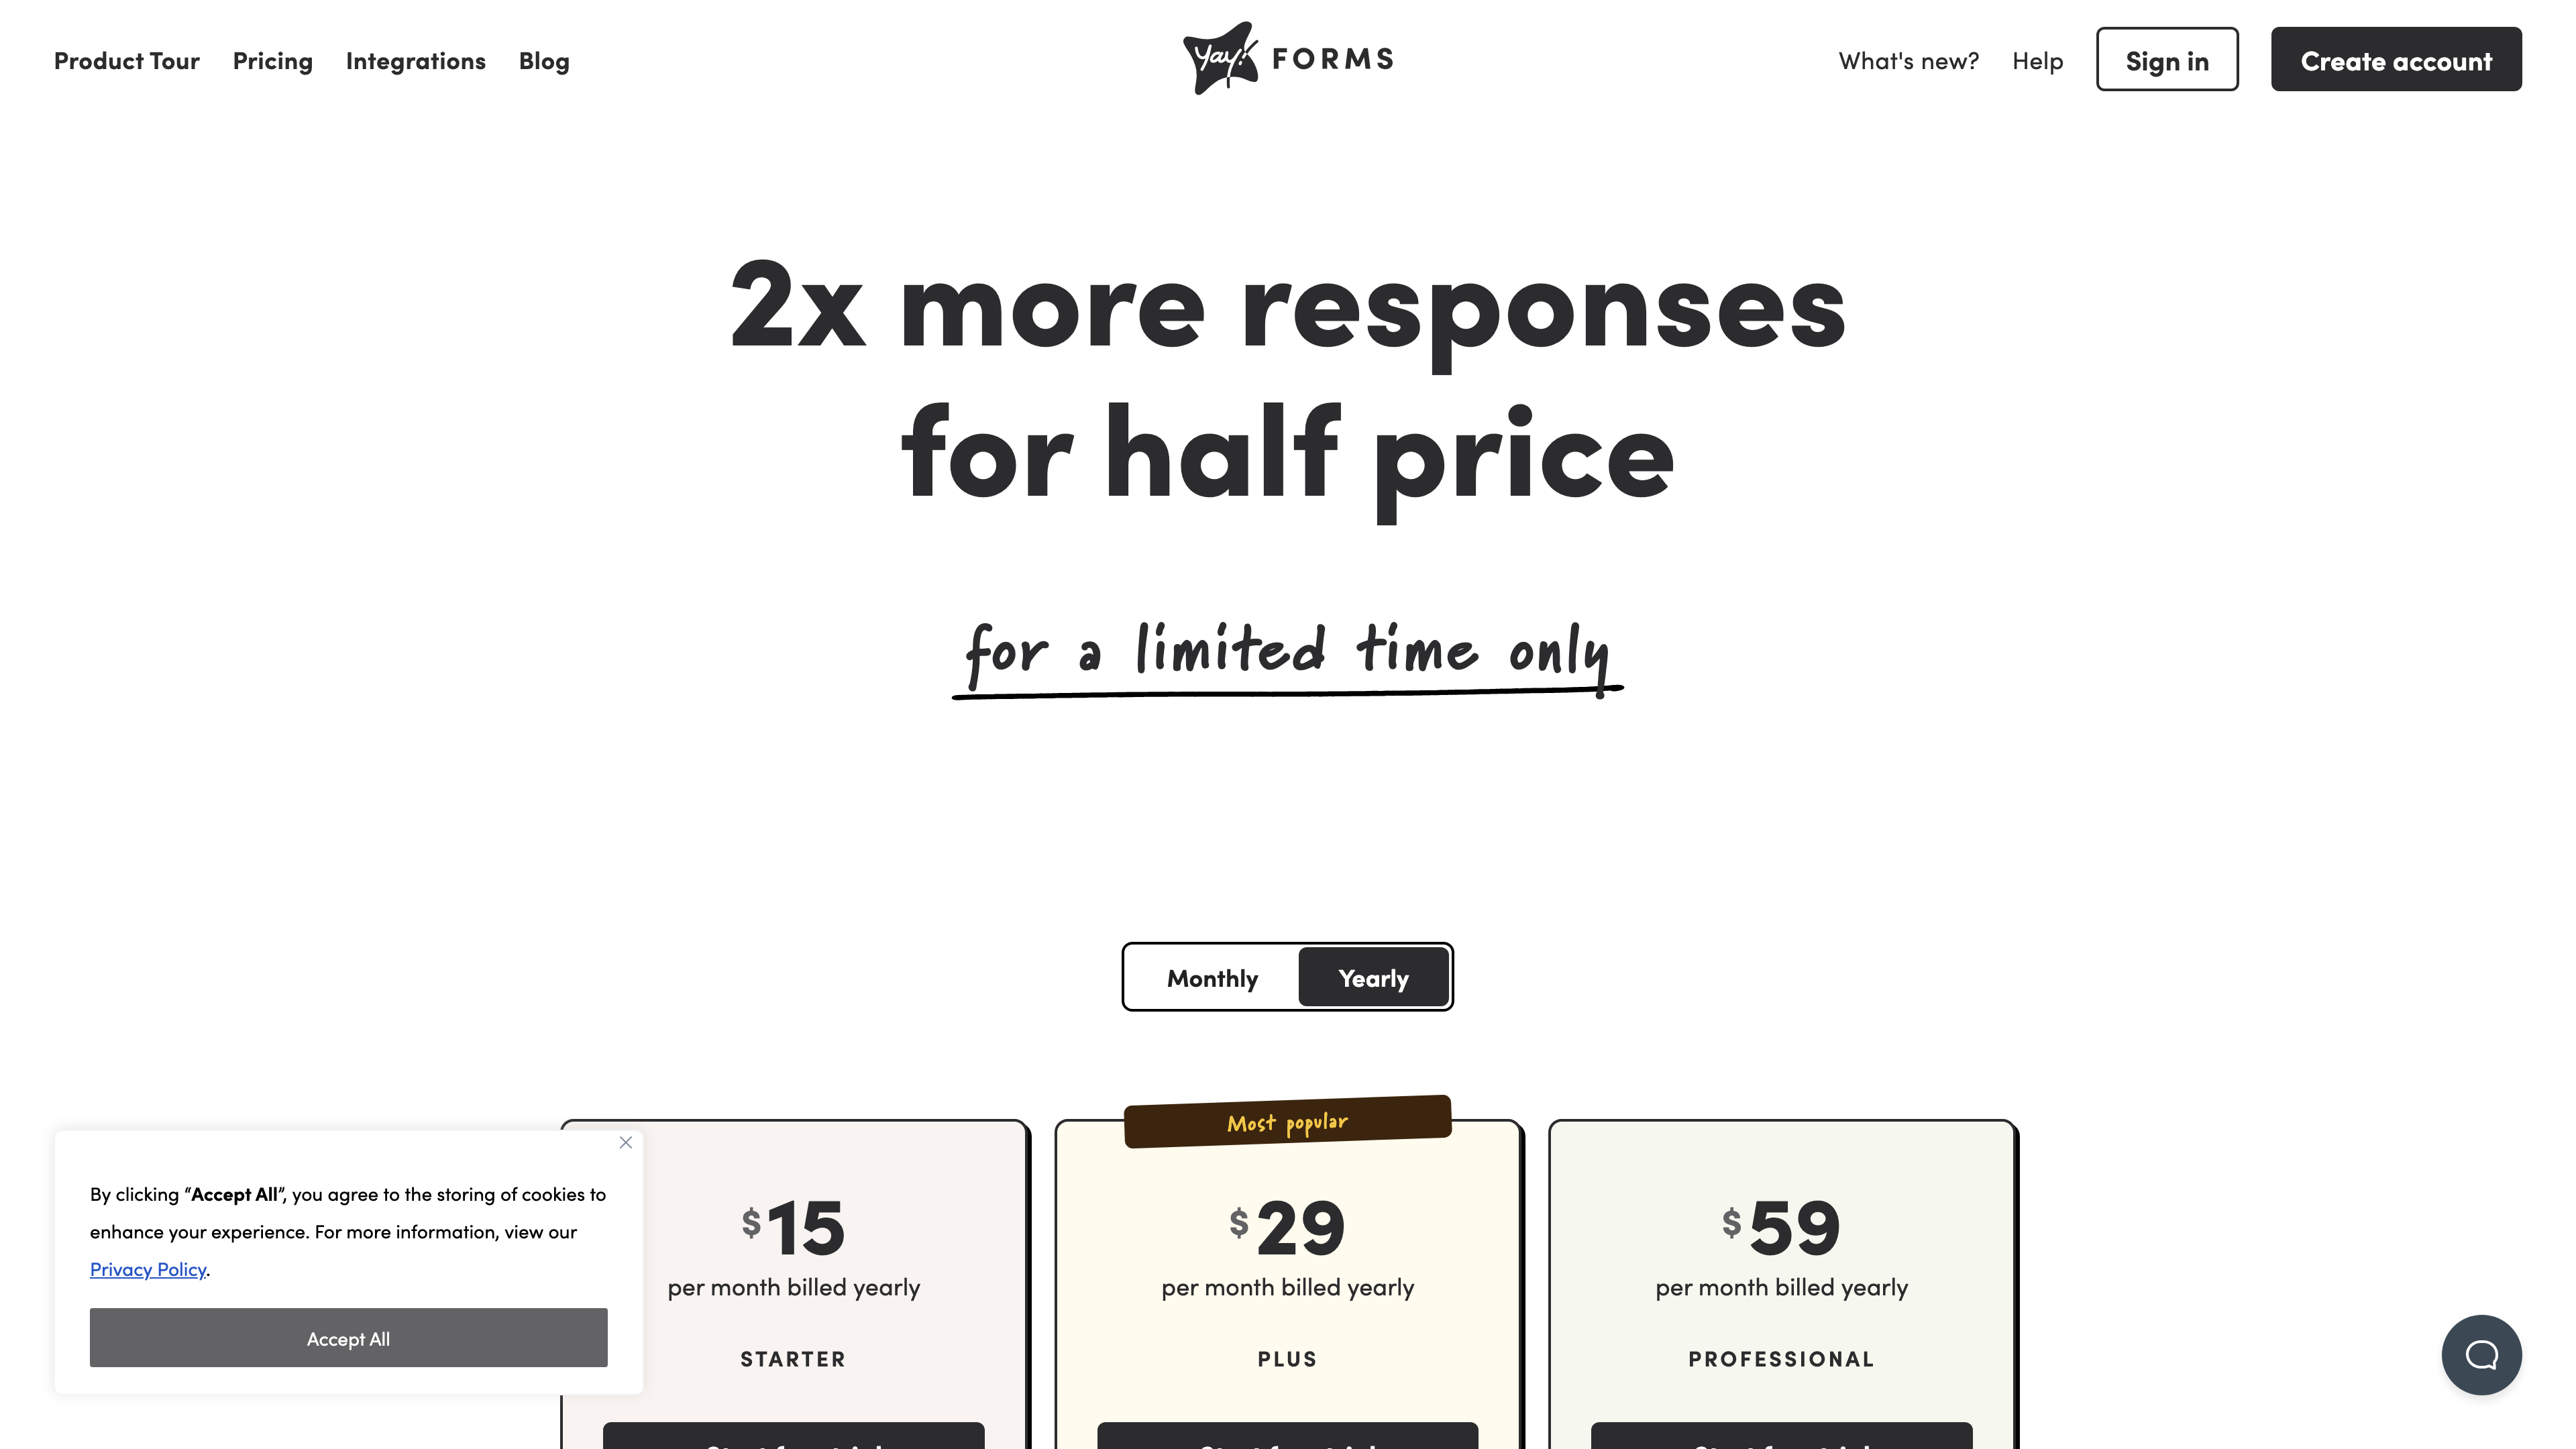 Product Tour Pricing Integrations Blog
Yay! FORMS
What's new? Help Sign in Create account
2x more responses
for half price
for a limited time only
Monthly Yearly
Most popular
$15
per month billed yearly
STARTER
$29
per month billed yearly
PLUS
$59
per month billed yearly
PROFESSIONAL
By clicking “Accept All”, you agree to the storing of cookies to
enhance your experience. For more information, view our
Privacy Policy.
Accept All